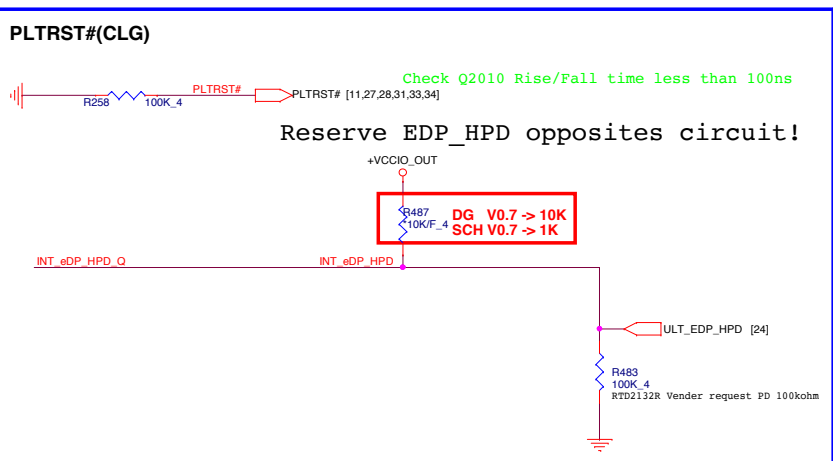 PLTRST#(CLG)
Check Q2010 Rise/Fall time less than 100ns
PLTRST#
PLTRST# [11,27,28,31,33,34]
R258
100K_4
Reserve EDP_HPD opposites circuit!
+VCCIO_OUT
R487
*10K/F_4
DG V0.7 -> 10K
SCH V0.7 -> 1K
INT_eDP_HPD_Q
INT_eDP_HPD
ULT_EDP_HPD [24]
R483
100K_4
RTD2132R Vender request PD 100kohm